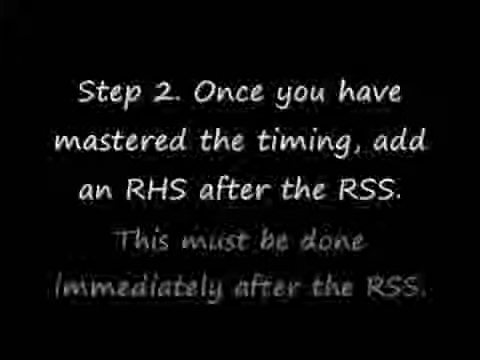 Step 2. Once you have
mastered the timing, add
an RHS after the RSS.
This must be done
immediately after the RSS.